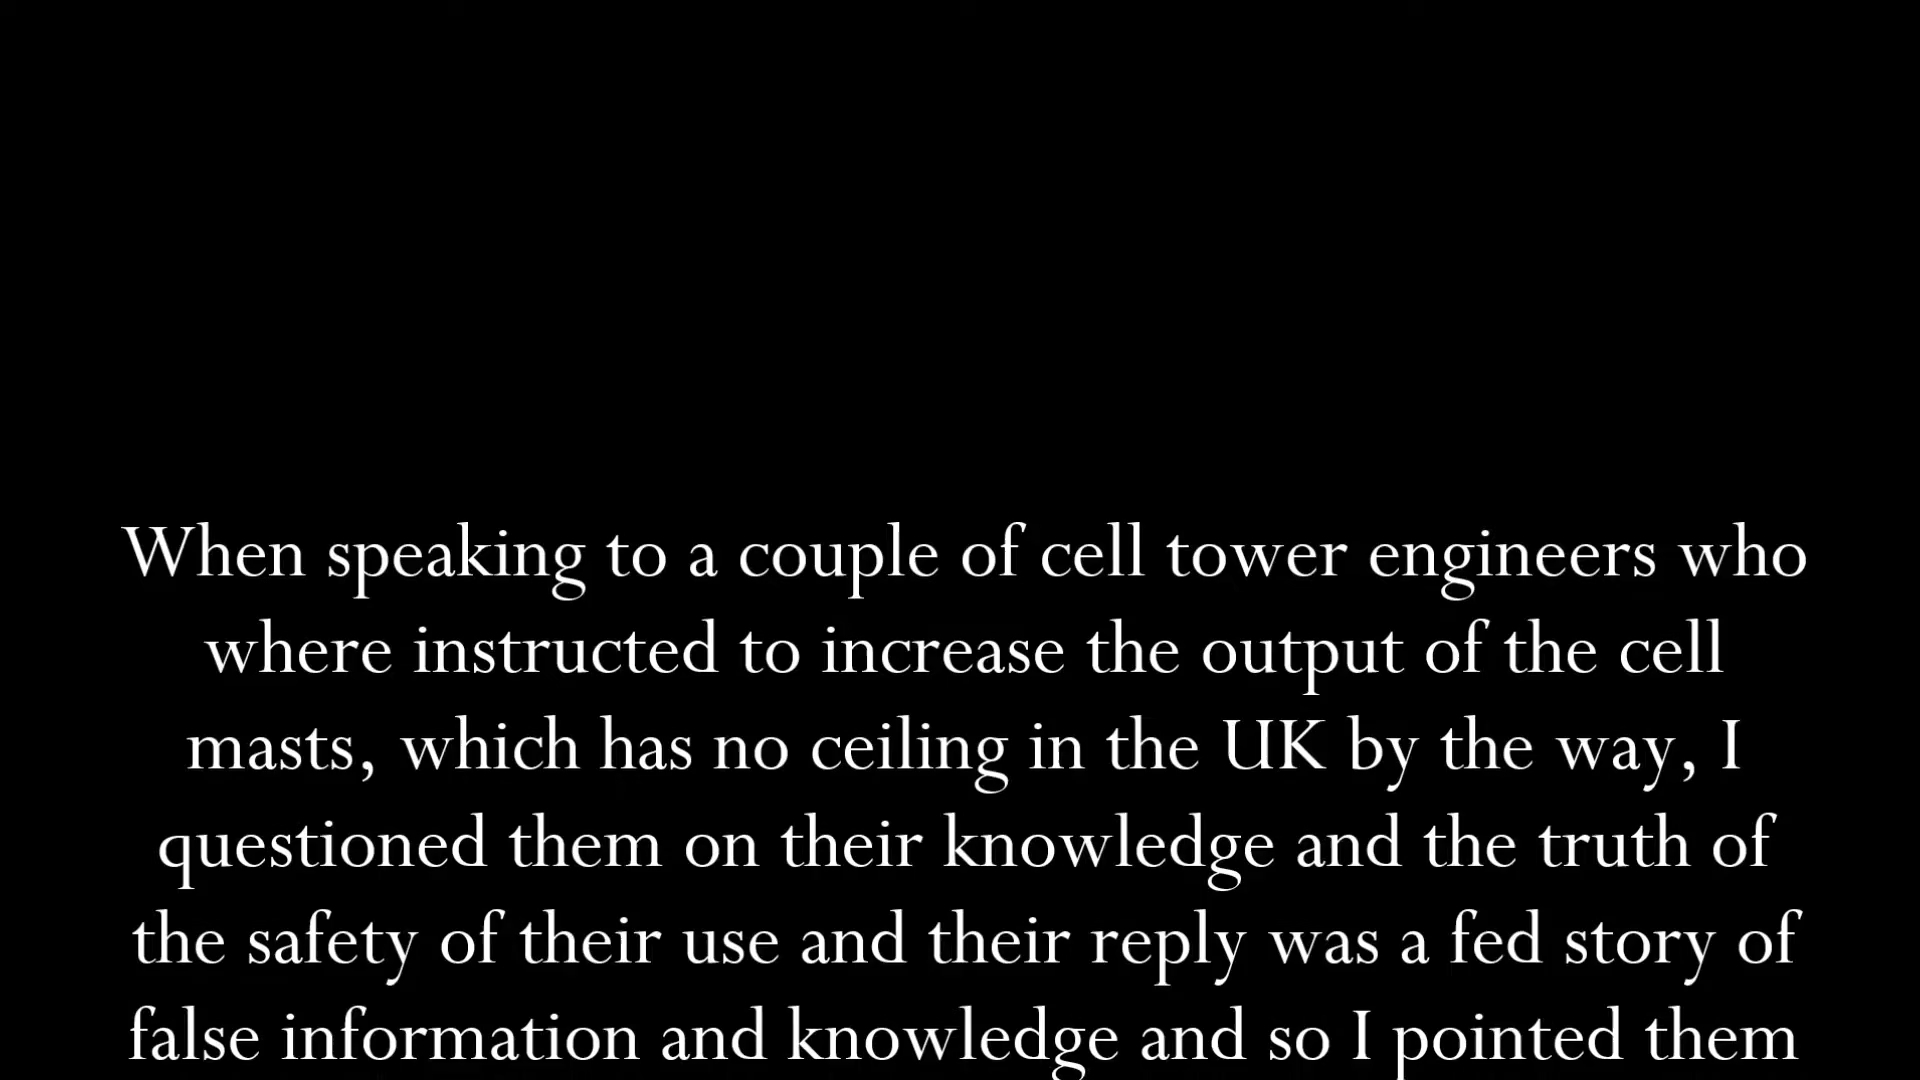 When speaking to a couple of cell tower engineers who
where instructed to increase the output of the cell
masts, which has no ceiling in the UK by the way, I
questioned them on their knowledge and the truth of
the safety of their use and their reply was a fed story of
false information and knowledge and so I pointed them